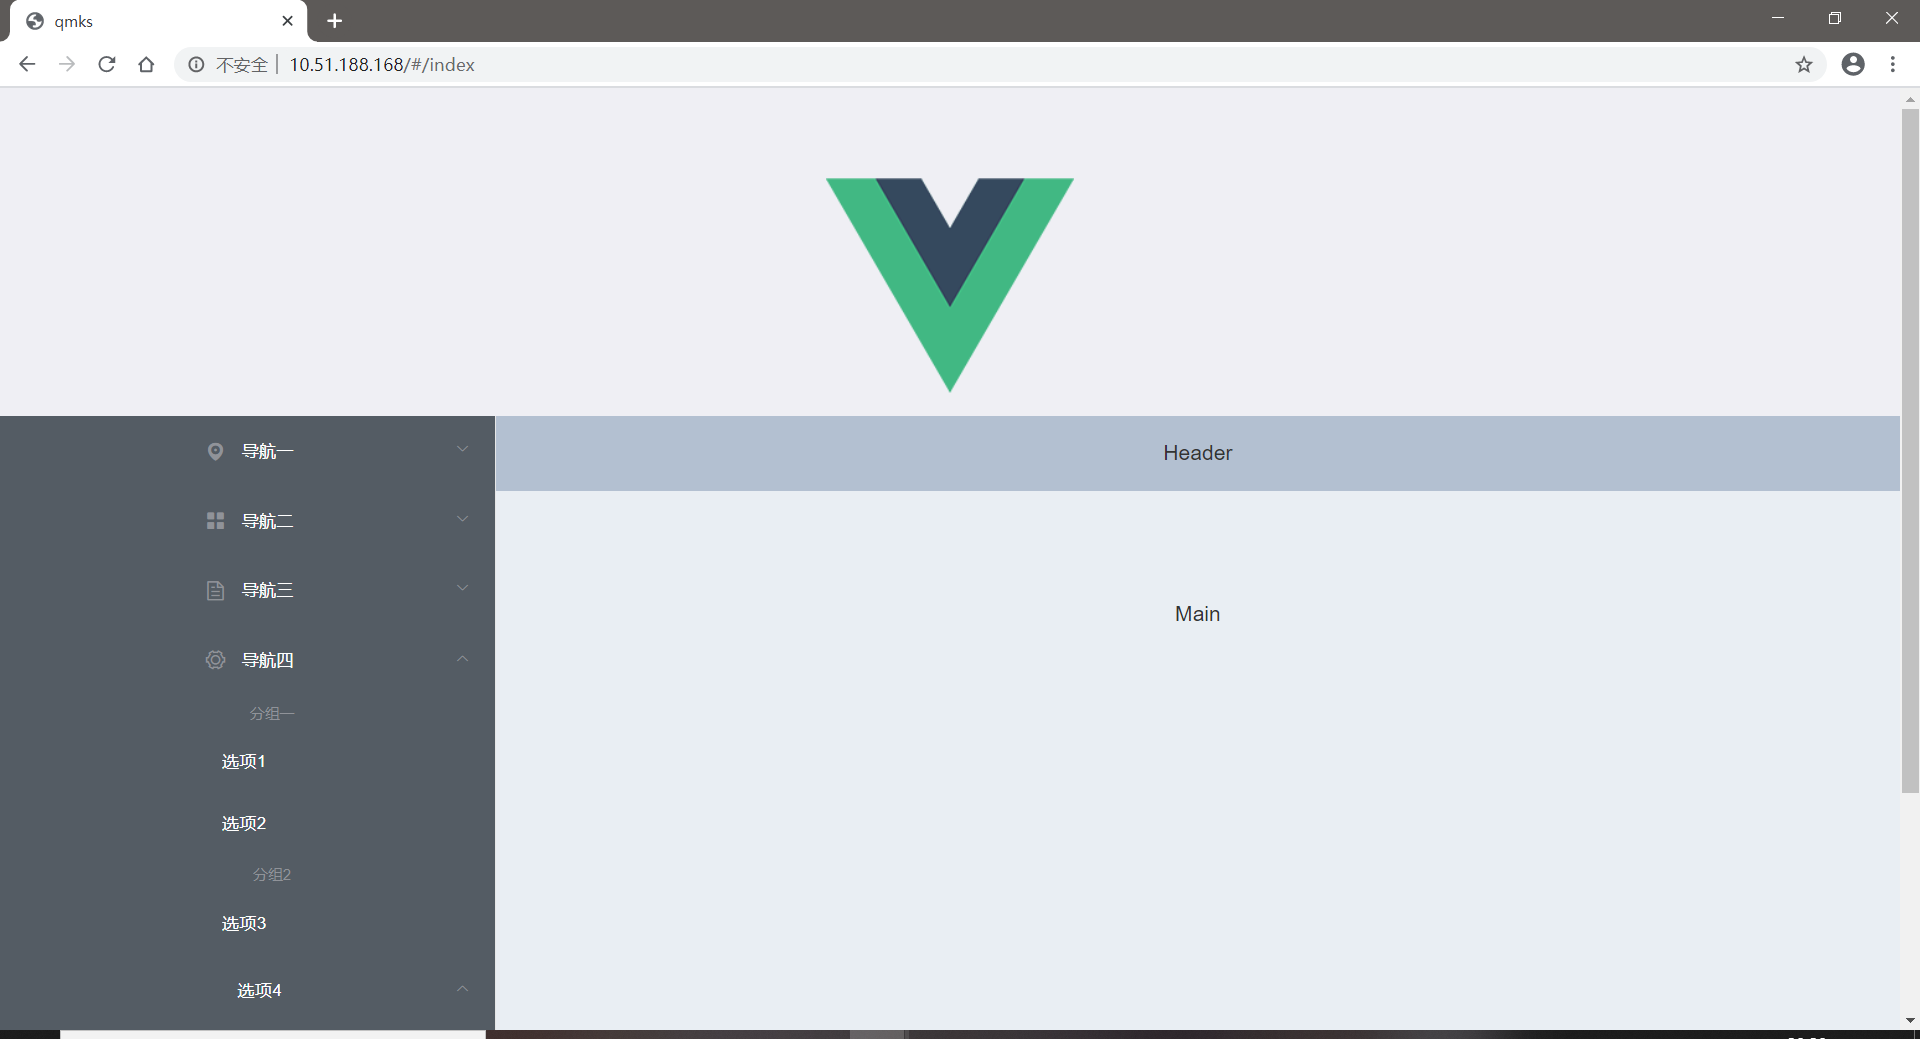 qmks
不安全 10.51.188.168/#/index
导航一
Header
导航二
导航三
Main
导航四
分组一
选项1
选项2
分组2
选项3
选项4